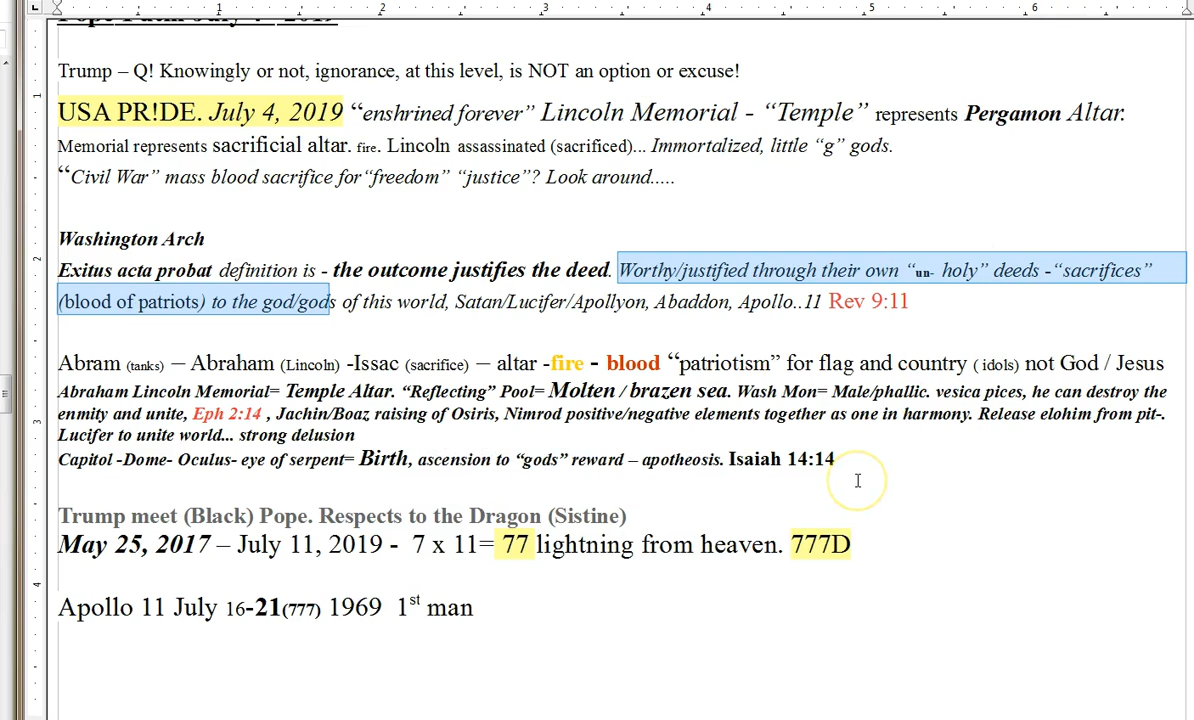 1 2 3 4 5 6
Trump – Q! Knowingly or not, ignorance, at this level, is NOT an option or excuse!
USA PR!DE. July 4, 2019 “enshrined forever” Lincoln Memorial - “Temple” represents Pergamon Altar.
Memorial represents sacrificial altar. fire. Lincoln assassinated (sacrificed)... Immortalized, little “g” gods.
“Civil War” mass blood sacrifice for“freedom” “justice”? Look around.....
Washington Arch
Exitus acta probat definition is - the outcome justifies the deed. Worthy/justified through their own “un- holy” deeds -“sacrifices”
(blood of patriots) to the god/gods of this world, Satan/Lucifer/Apollyon, Abaddon, Apollo..11 Rev 9:11
Abram (tanks) – Abraham (Lincoln) -Issac (sacrifice) – altar -fire - blood “patriotism” for flag and country ( idols) not God / Jesus
Abraham Lincoln Memorial= Temple Altar. “Reflecting” Pool= Molten / brazen sea. Wash Mon= Male/phallic. vesica pices, he can destroy the
enmity and unite, Eph 2:14 , Jachin/Boaz raising of Osiris, Nimrod positive/negative elements together as one in harmony. Release elohim from pit-.
Lucifer to unite world... strong delusion
Capitol -Dome- Oculus- eye of serpent= Birth, ascension to “gods” reward – apotheosis. Isaiah 14:14
Trump meet (Black) Pope. Respects to the Dragon (Sistine)
May 25, 2017 – July 11, 2019 - 7 x 11= 77 lightning from heaven. 777D
Apollo 11 July 16-21(777) 1969 1st man